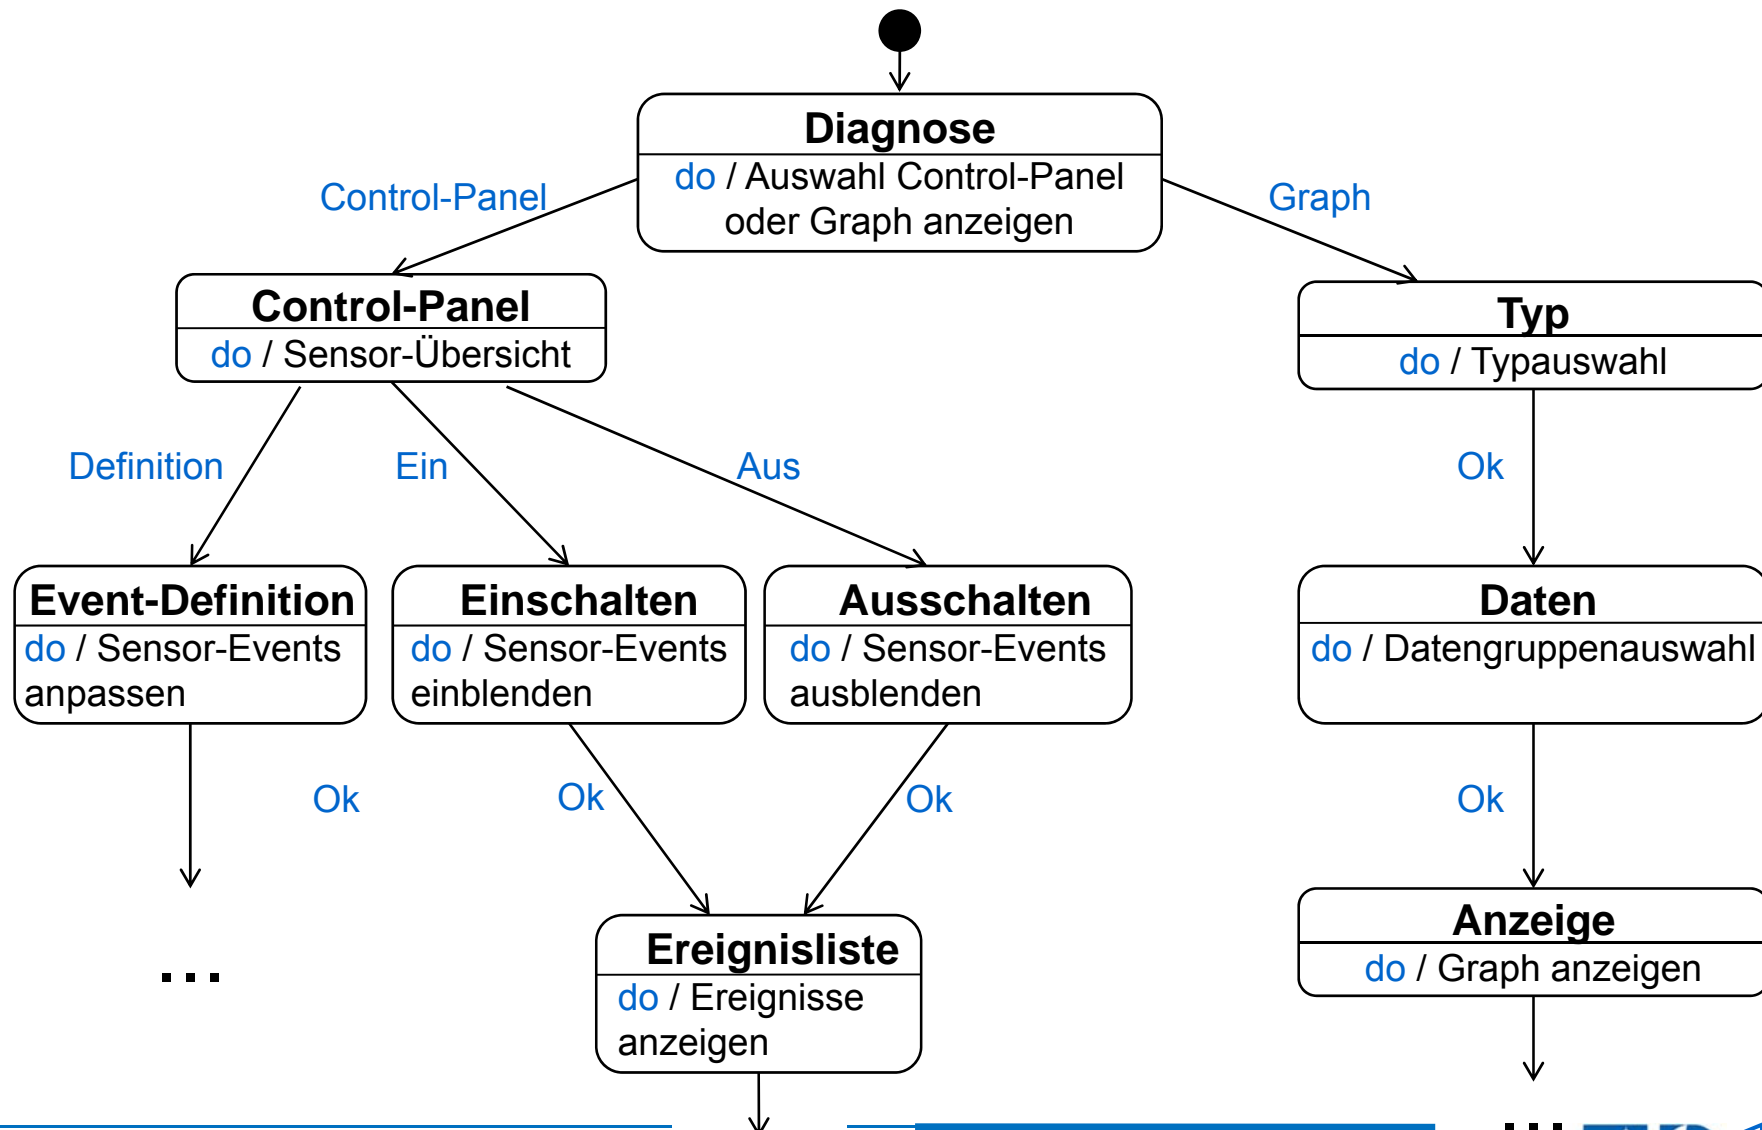 Diagnose
do / Auswahl Control-Panel
oder Graph anzeigen
Control-Panel
Graph
Control-Panel
do / Sensor-Übersicht
Typ
do / Typauswahl
Definition
Ein
Aus
Ok
Event-Definition
do / Sensor-Events
anpassen
Einschalten
do / Sensor-Events
einblenden
Ausschalten
do / Sensor-Events
ausblenden
Daten
do / Datengruppenauswahl
Ok
Ok
Ok
Ok
...
Ereignisliste
do / Ereignisse
anzeigen
Anzeige
do / Graph anzeigen
...